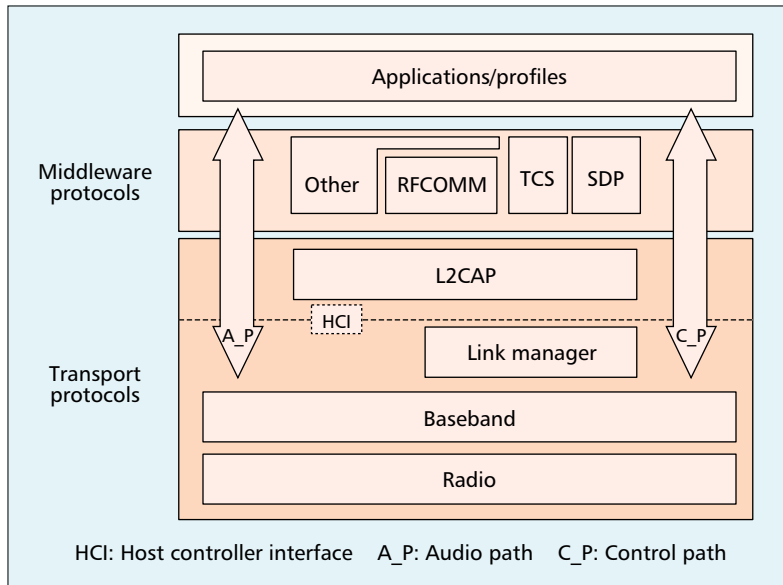 Applications/profiles
Middleware
protocols
Other
RFCOMM
TCS
SDP
L2CAP
HCI
A_P
C_P
Link manager
Transport
protocols
Baseband
Radio
HCI: Host controller interface A_P: Audio path C_P: Control path